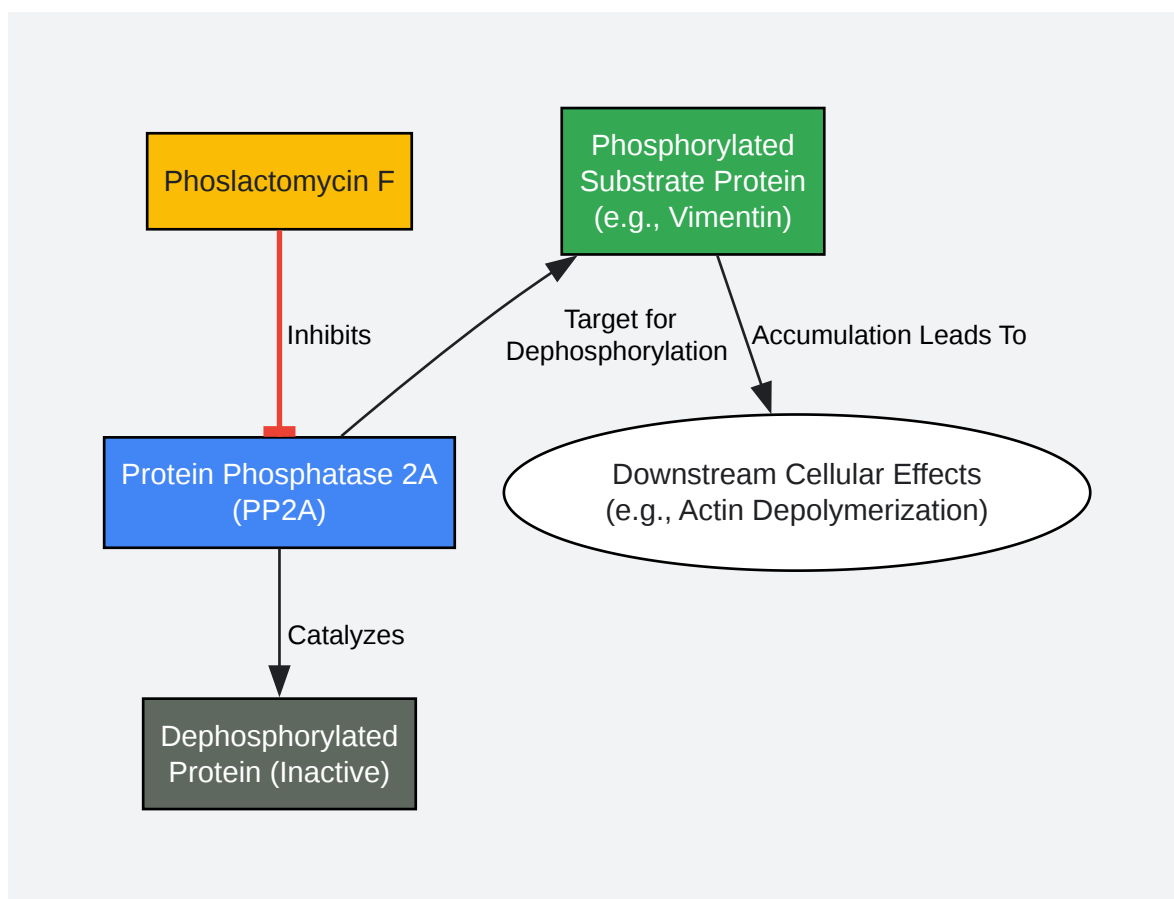 Phoslactomycin F
Phosphorylated
Substrate Protein
(e.g., Vimentin)
Inhibits
Target for
Dephosphorylation
Accumulation Leads To
Protein Phosphatase 2A
(PP2A)
Downstream Cellular Effects
(e.g., Actin Depolymerization)
Catalyzes
Dephosphorylated
Protein (Inactive)